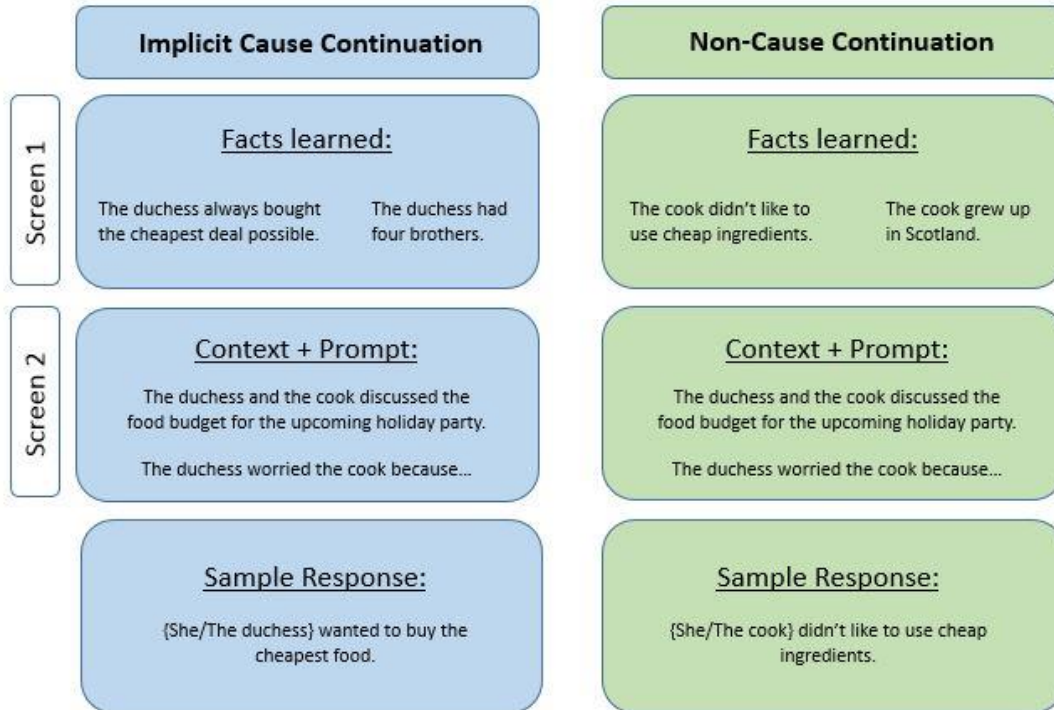 Implicit Cause Continuation
Non-Cause Continuation
Screen 1
Facts learned:
The duchess always bought
the cheapest deal possible.
The duchess had
four brothers.
Facts learned:
The cook didn't like to
use cheap ingredients.
The cook grew up
in Scotland.
Screen 2
Context + Prompt:
The duchess and the cook discussed the
food budget for the upcoming holiday party.
The duchess worried the cook because...
Context + Prompt:
The duchess and the cook discussed the
food budget for the upcoming holiday party.
The duchess worried the cook because...
Sample Response:
{She/The duchess} wanted to buy the
cheapest food.
Sample Response:
{She/The cook} didn't like to use cheap
ingredients.